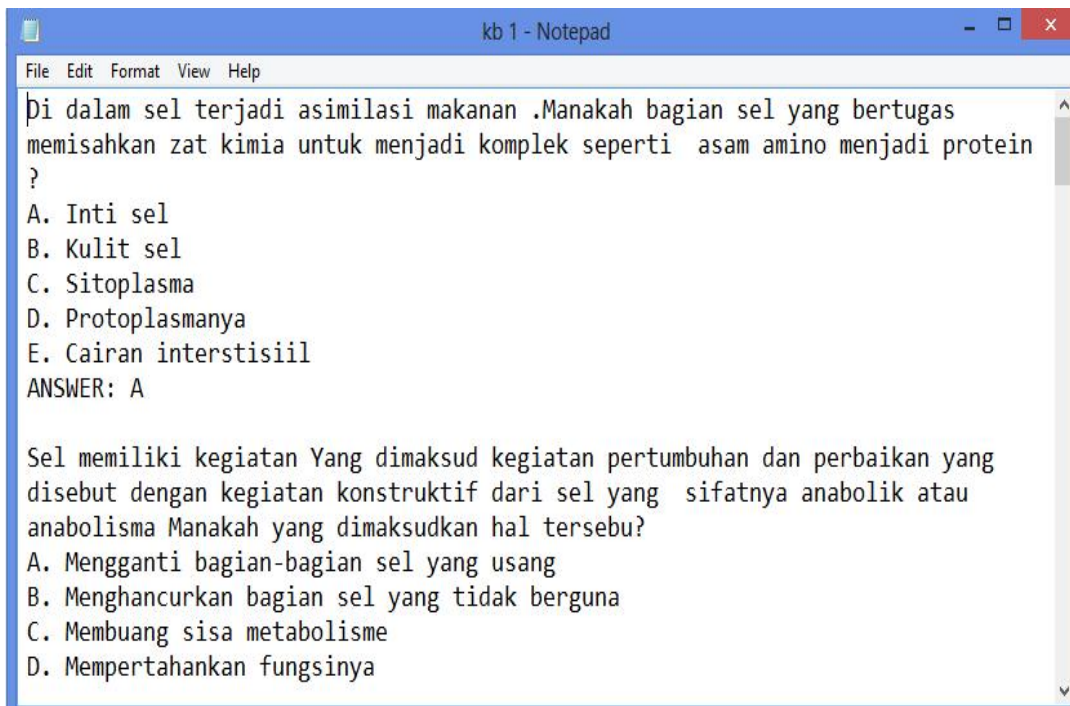 kb 1 - Notepad
File Edit Format View Help
Di dalam sel terjadi asimilasi makanan .Manakah bagian sel yang bertugas
memisahkan zat kimia untuk menjadi komplek seperti  asam amino menjadi protein
?
A. Inti sel
B. Kulit sel
C. Sitoplasma
D. Protoplasmanya
E. Cairan interstisiil
ANSWER: A
Sel memiliki kegiatan Yang dimaksud kegiatan pertumbuhan dan perbaikan yang
disebut dengan kegiatan konstruktif dari sel yang  sifatnya anabolik atau
anabolisma Manakah yang dimaksudkan hal tersebu?
A. Mengganti bagian-bagian sel yang usang
B. Menghancurkan bagian sel yang tidak berguna
C. Membuang sisa metabolisme
D. Mempertahankan fungsinya